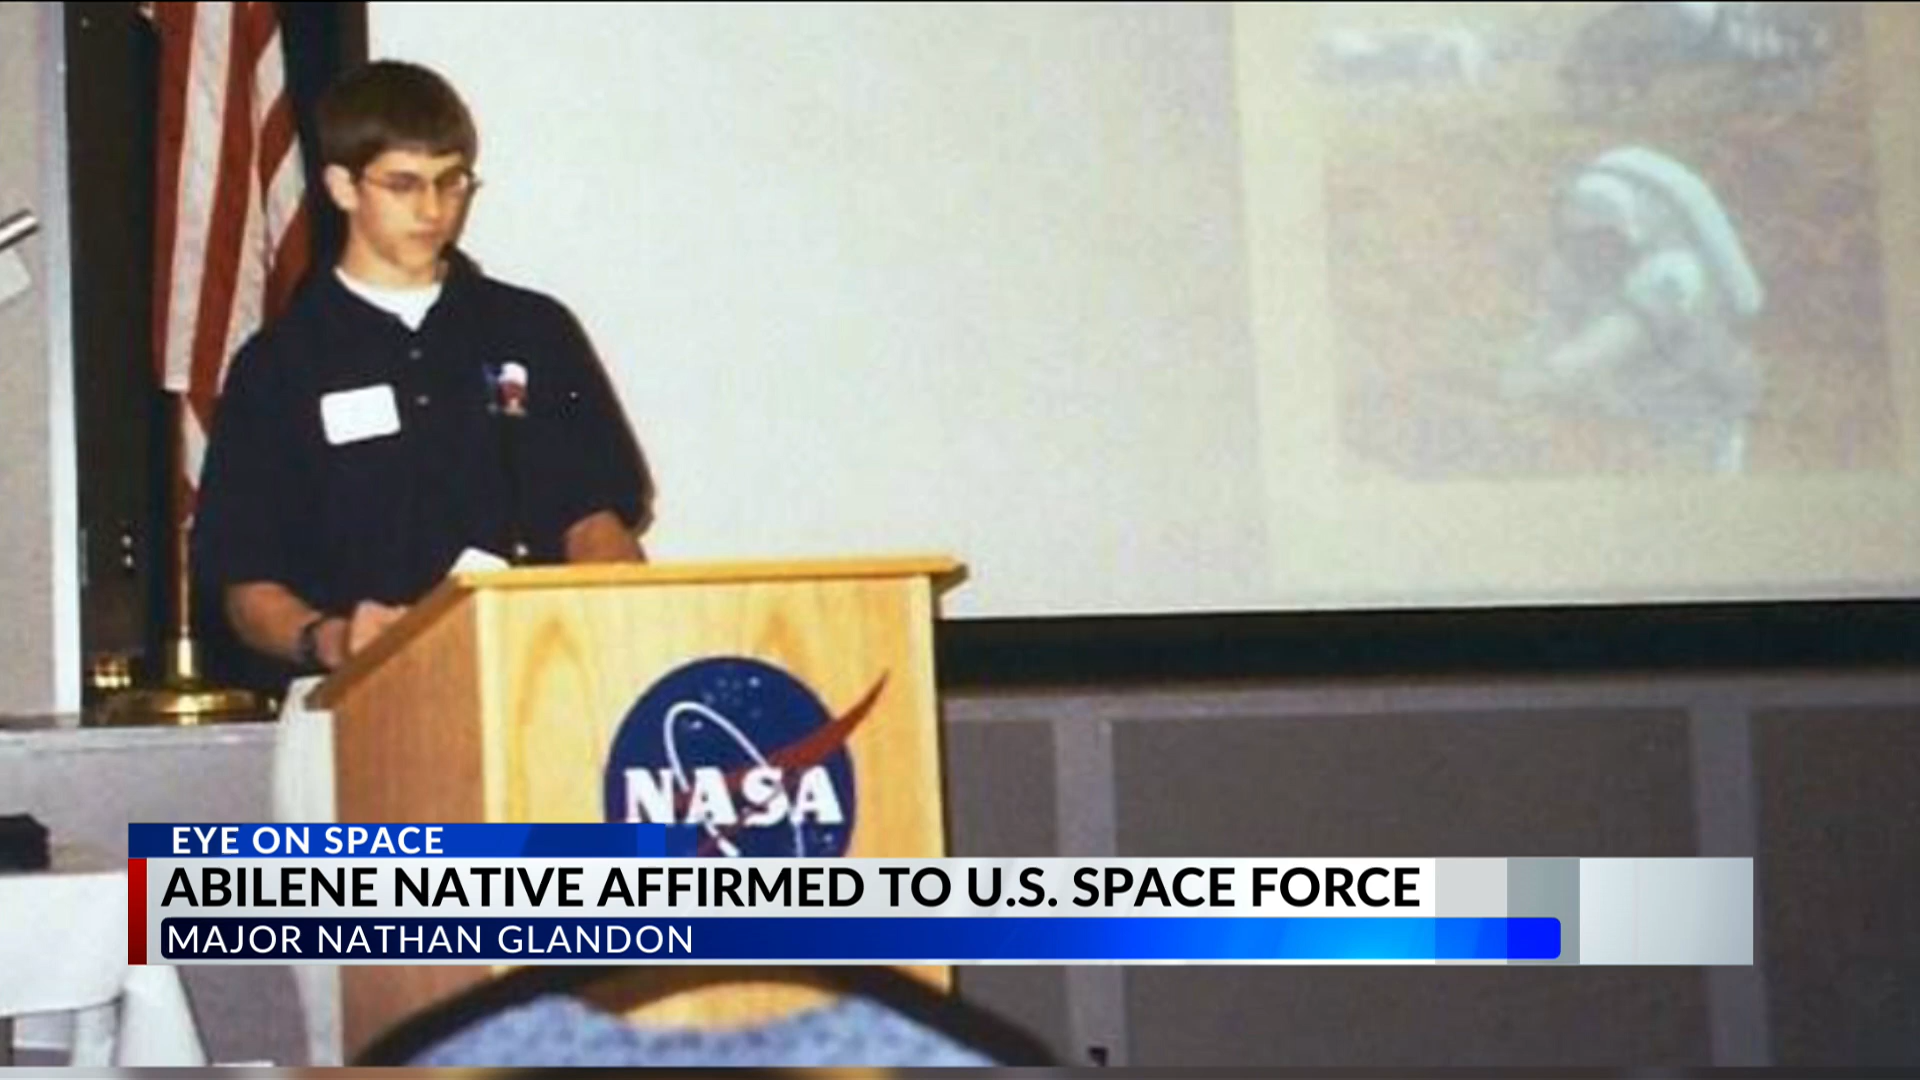 NASA
EYE ON SPACE
ABILENE NATIVE AFFIRMED TO U.S. SPACE FORCE
MAJOR NATHAN GLANDON